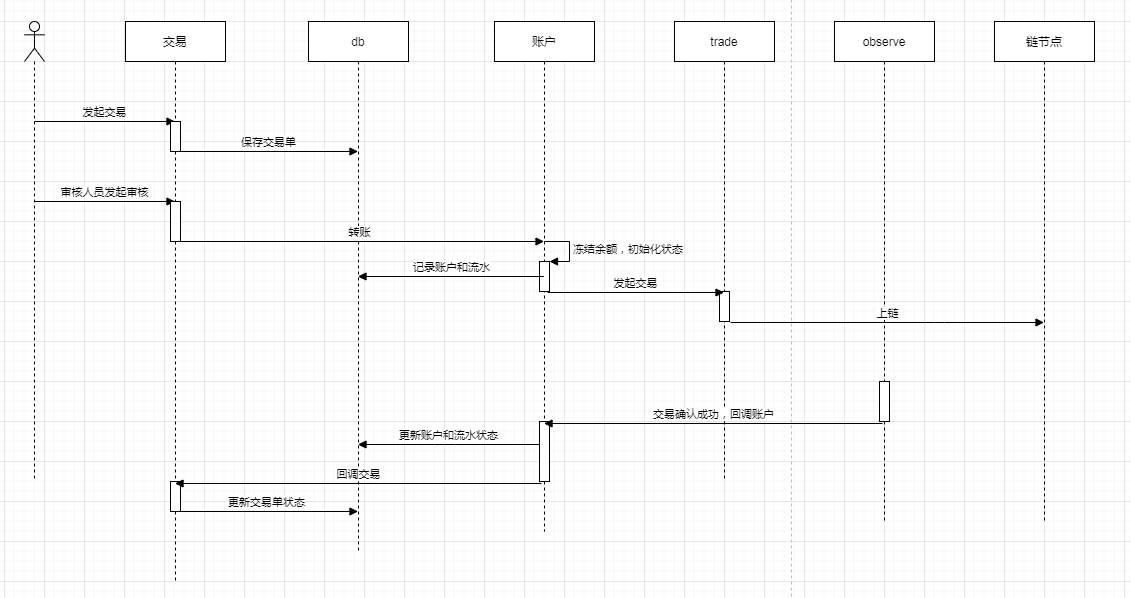 交易
db
账户
trade
observe
链节点
发起交易
保存交易单
审核人员发起审核
转账
冻结余额，初始化状态
记录账户和流水
发起交易
上链
交易确认成功，回调账户
更新账户和流水状态
回调交易
更新交易单状态